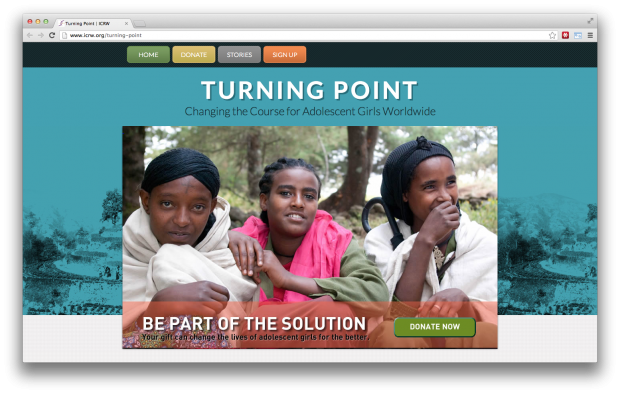 Turning Point | ICRW
www.icrw.org/turning-point
HOME
DONATE
STORIES
SIGN UP
TURNING POINT
Changing the Course for Adolescent Girls Worldwide
BE PART OF THE SOLUTION
Your gift can change the lives of adolescent girls for the better.
DONATE NOW